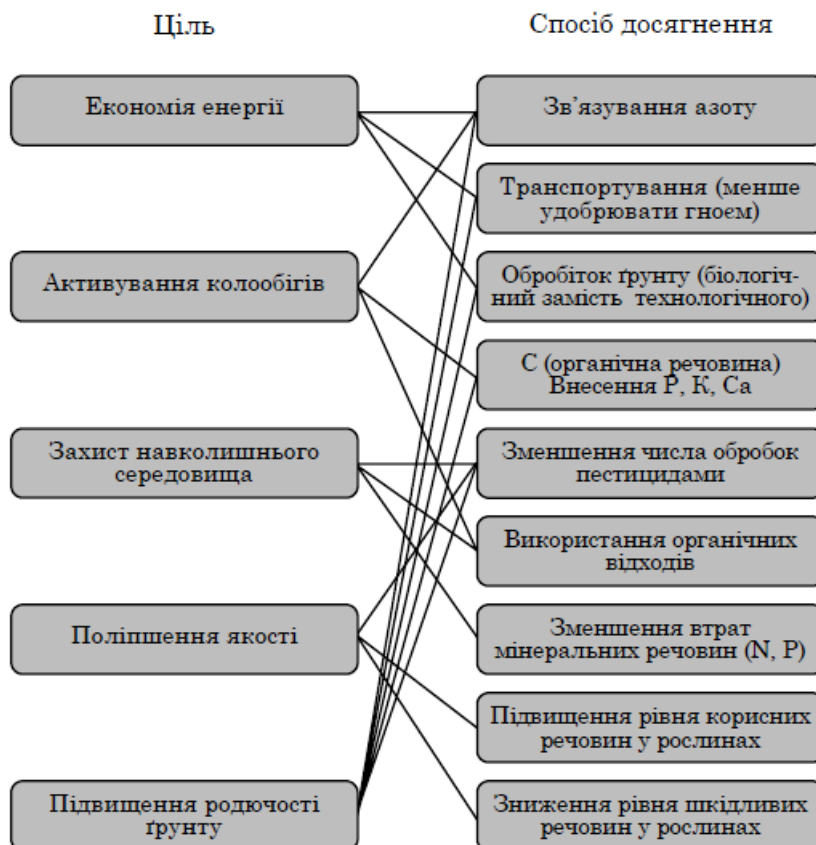 Ціль
Спосіб досягнення
Економія енергії
Активування колообігів
Захист навколишнього
середовища
Поліпшення якості
Підвищення родючості
ґрунту
Зв’язування азоту
Транспортування (менше
удобрювати гноєм)
Обробіток ґрунту (біологіч-
ний замість технологічного)
С (органічна речовина)
Внесення Р, К, Са
Зменшення числа обробок
пестицидами
Використання органічних
відходів
Зменшення втрат
мінеральних речовин (N, P)
Підвищення рівня корисних
речовин у рослинах
Зниження рівня шкідливих
речовин у рослинах